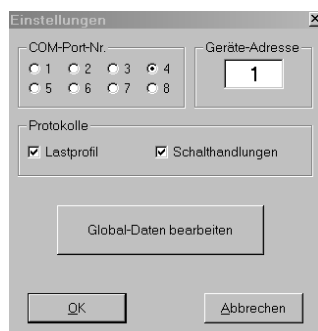 Einstellungen
COM-Port-Nr.
1 2 3 4
5 6 7 8
Geräte-Adresse
1
Protokolle
Lastprofil Schalthandlungen
Global-Daten bearbeiten
OK Abbrechen